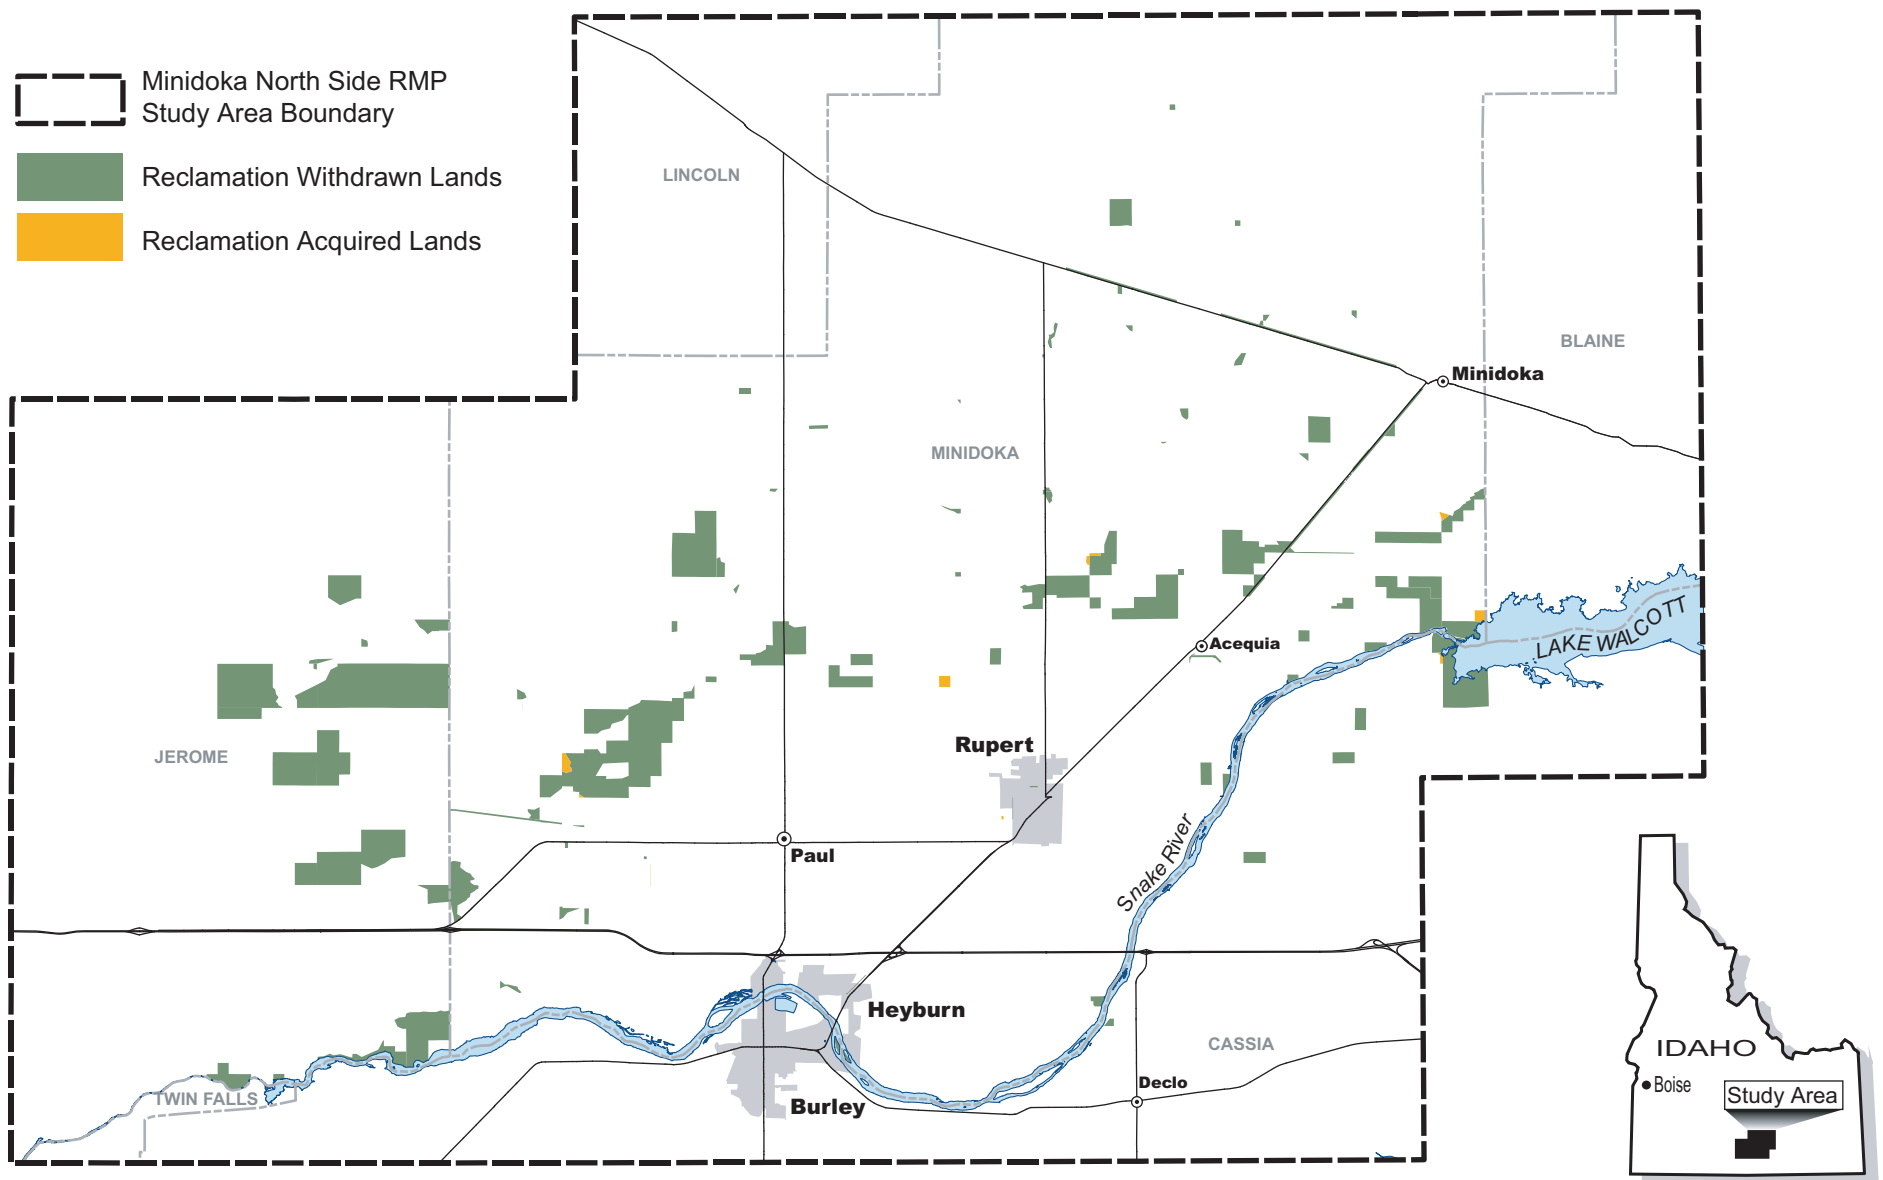 Minidoka North Side RMP
Study Area Boundary
Reclamation Withdrawn Lands
Reclamation Acquired Lands
LINCOLN
BLAINE
Minidoka
MINIDOKA
LAKE WALCOTT
Acequia
Rupert
JEROME
Paul
Snake River
Heyburn
CASSIA
IDAHO
Boise
Declo
Study Area
TWIN FALLS
Burley